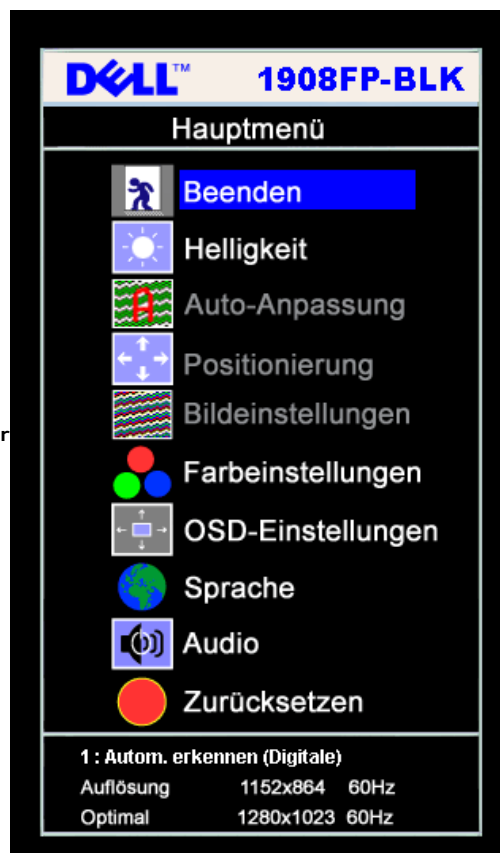 DELL™ 1908FP-BLK
Hauptmenü
Beenden
Helligkeit
A Auto-Anpassung
Positionierung
Bildeinstellungen
r
Farbeinstellungen
OSD-Einstellungen
Sprache
Audio
Zurücksetzen
1 : Autom. erkennen (Digitale)
Auflösung 1152x864 60Hz
Optimal 1280x1023 60Hz